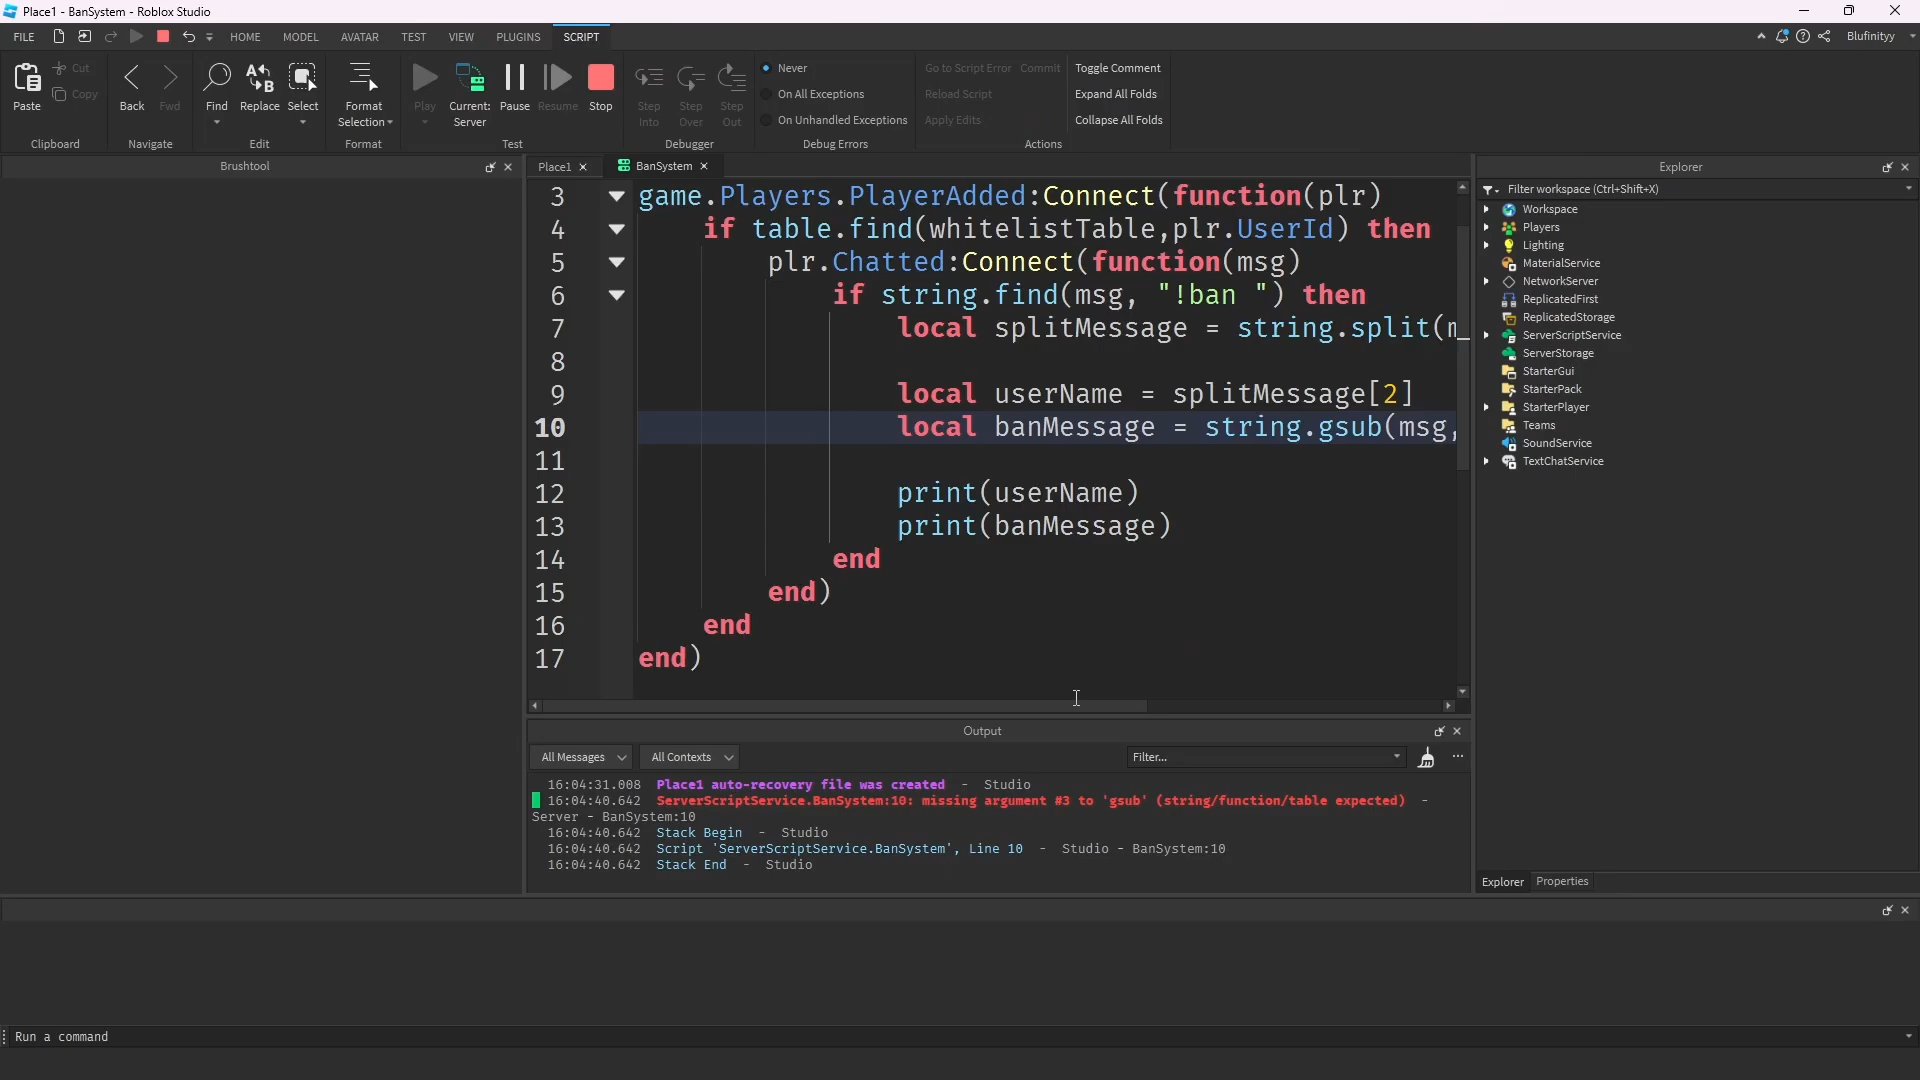 Place1 - BanSystem - Roblox Studio
FILE HOME MODEL AVATAR TEST VIEW PLUGINS SCRIPT Blufinityy
Paste Cut Copy
Clipboard
Back Fwd
Navigate
Find Replace Select
Edit
Format Selection
Format
Play Current: Server Pause Resume Stop
Test
Step Into Step Over Step Out
Debugger
Never
On All Exceptions
On Unhandled Exceptions
Debug Errors
Go to Script Error Commit Toggle Comment
Reload Script Expand All Folds
Apply Edits Collapse All Folds
Actions
Brushtool
Place1 BanSystem
3 game.Players.PlayerAdded:Connect(function(plr)
4 if table.find(whitelistTable,plr.UserId) then
5 plr.Chatted:Connect(function(msg)
6 if string.find(msg, "!ban ") then
7 local splitMessage = string.split(
8
9 local userName = splitMessage[2]
10 local banMessage = string.gsub(msg,
11
12 print(userName)
13 print(banMessage)
14 end
15 end)
16 end
17 end)
Output
All Messages All Contexts Filter...
16:04:31.008 Place1 auto-recovery file was created - Studio
16:04:40.642 ServerScriptService.BanSystem:10: missing argument #3 to 'gsub' (string/function/table expected) -
Server - BanSystem:10
16:04:40.642 Stack Begin - Studio
16:04:40.642 Script 'ServerScriptService.BanSystem', Line 10 - Studio - BanSystem:10
16:04:40.642 Stack End - Studio
Explorer
Filter workspace (Ctrl+Shift+X)
Workspace
Players
Lighting
MaterialService
NetworkServer
ReplicatedFirst
ReplicatedStorage
ServerScriptService
ServerStorage
StarterGui
StarterPack
StarterPlayer
Teams
SoundService
TextChatService
Explorer Properties
Run a command